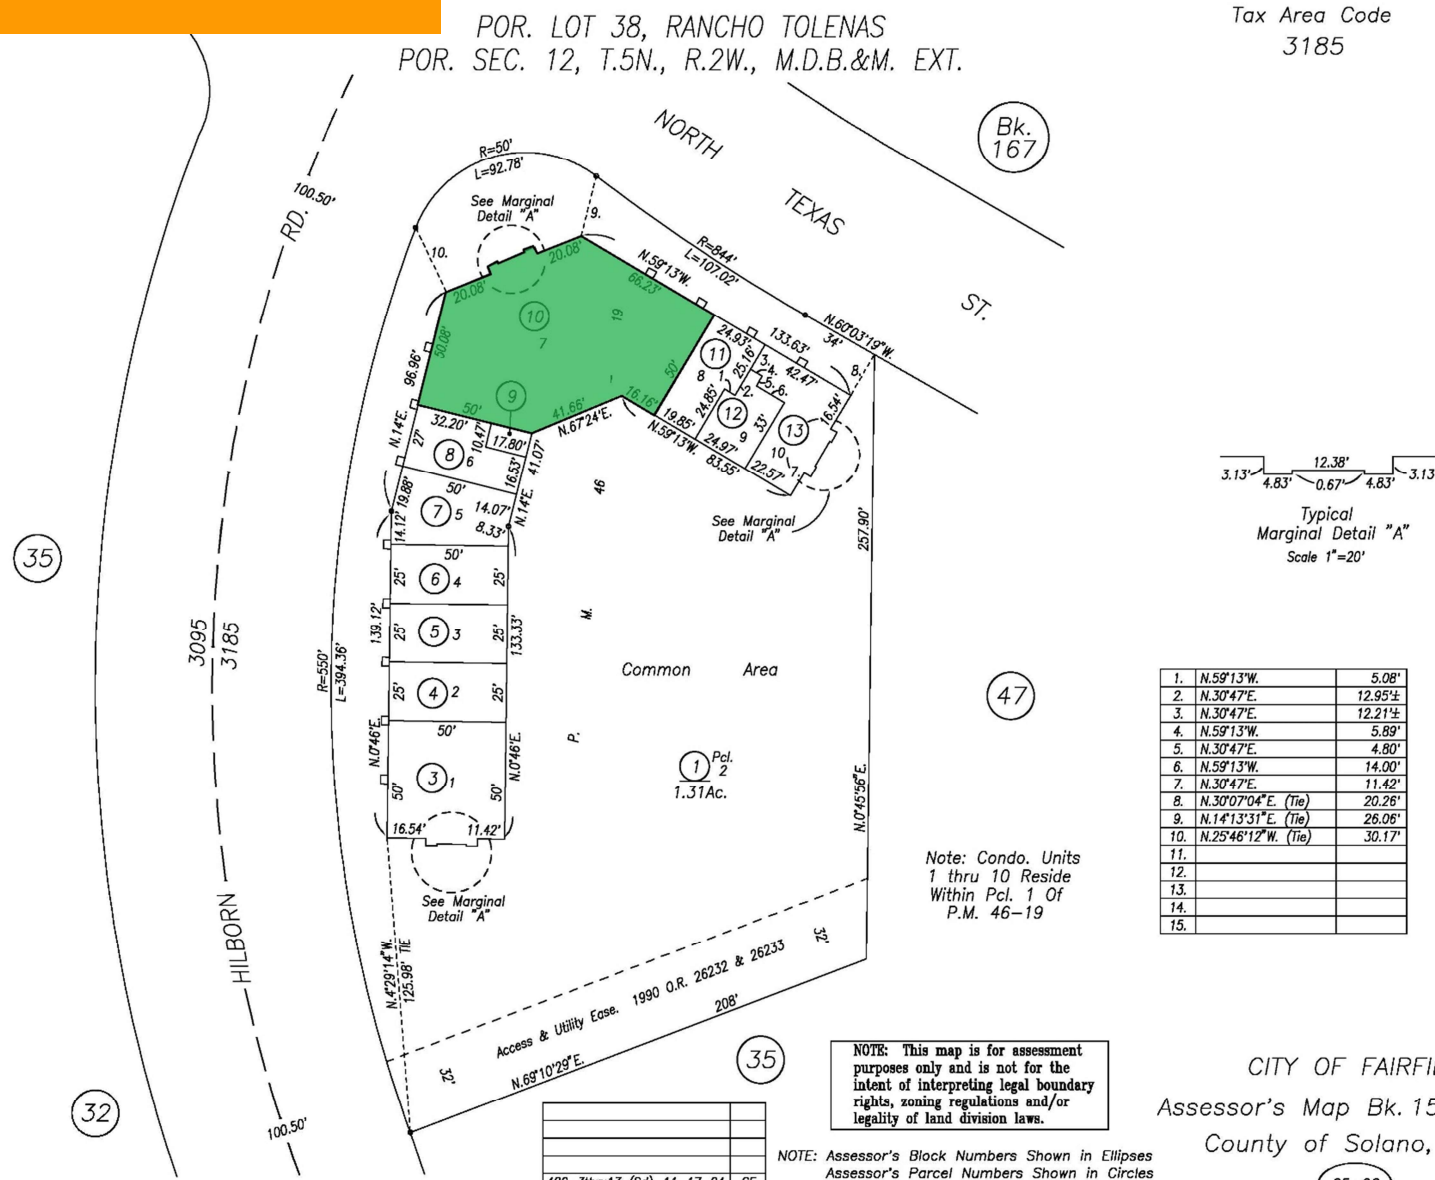 POR. LOT 38, RANCHO TOLENAS
POR. SEC. 12, T.5N., R.2W., M.D.B.&M. EXT.
Tax Area Code
3185
Bk.
167
NORTH
TEXAS
ST.
R=50'
L=92.78'
See Marginal
Detail "A"
9.
10.
100.50'
RD.
R=844'
L=107.02'
N.59°13'W.
66.23'
20.08'
20.08'
N.60°03'19"W.
34'
133.63'
42.47'
8.
16.54'
24.93'
25.16'
3.
4.
5.
6.
11
8
1.
2.
24.85'
12
9
33'
13
10
7.
19.85'
24.97'
22.57'
N.59°13'W.
83.55'
See Marginal
Detail "A"
10
7
19
50.08'
96.96'
9
50'
41.66'
N.67°24'E.
16.16'
50'
N.14°E.
27'
32.20'
10.47'
17.80'
8
6
16.53'
41.07'
N.14°E.
19.88'
50'
14.07'
7
5
8.33'
14.12'
50'
25'
6
4
25'
139.12'
25'
5
3
25'
133.33'
25'
4
2
25'
50'
N.0°46'E.
N.0°46'E.
3
1
50'
50'
16.54'
11.42'
See Marginal
Detail "A"
46
M.
P.
Common Area
1
Pcl.
2
1.31Ac.
257.90'
N.0°45'56"E.
R=550'
L=394.36'
3095
3185
35
32
47
35
HILBORN
100.50'
N.4°29'14"W.
125.98' TIE
Access & Utility Ease. 1990 O.R. 26232 & 26233
32'
32'
208'
N.69°10'29"E.
3.13'
4.83'
12.38'
0.67'
4.83'
3.13
Typical
Marginal Detail "A"
Scale 1"=20'
1. N.59°13'W. 5.08'
2. N.30°47'E. 12.95'±
3. N.30°47'E. 12.21'±
4. N.59°13'W. 5.89'
5. N.30°47'E. 4.80'
6. N.59°13'W. 14.00'
7. N.30°47'E. 11.42'
8. N.30°07'04"E. (Tie) 20.26'
9. N.14°13'31"E. (Tie) 26.06'
10. N.25°46'12"W. (Tie) 30.17'
11.
12.
13.
14.
15.
Note: Condo. Units
1 thru 10 Reside
Within Pcl. 1 Of
P.M. 46-19
NOTE: This map is for assessment
purposes only and is not for the
intent of interpreting legal boundary
rights, zoning regulations and/or
legality of land division laws.
NOTE: Assessor's Block Numbers Shown in Ellipses
Assessor's Parcel Numbers Shown in Circles
CITY OF FAIRFI
Assessor's Map Bk. 15
County of Solano,